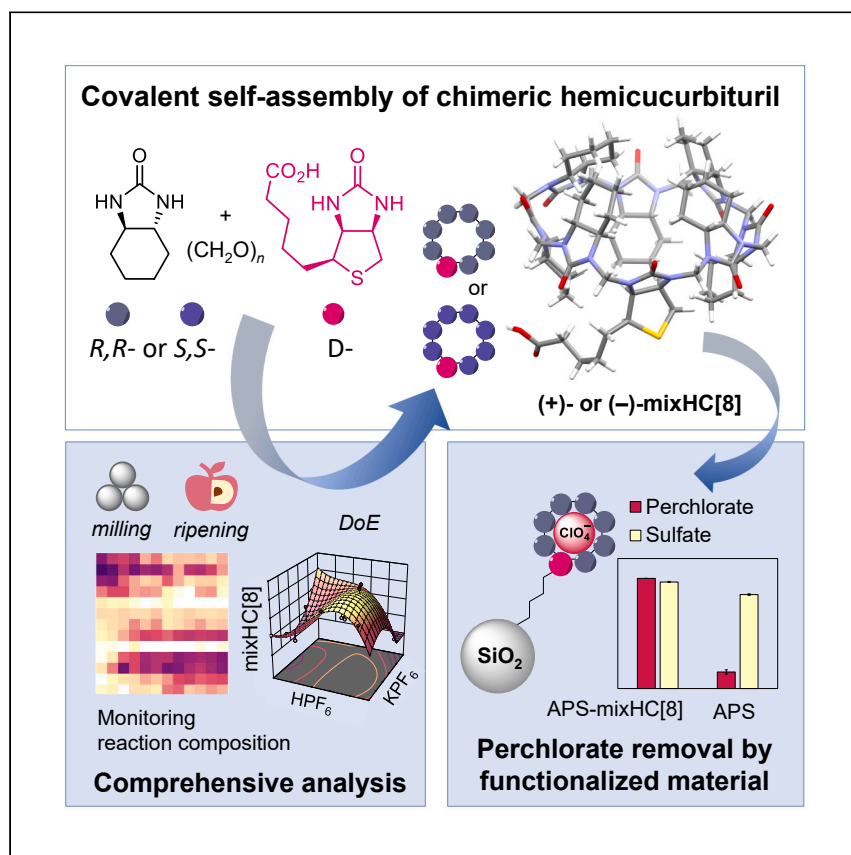 Covalent self-assembly of chimeric hemicucurbituril
O
HN NH
+
(CH₂O)n
R,R- or S,S-
CO₂H
O
HN NH
S
D-
or
(+)- or (–)-mixHC[8]
milling ripening
DoE
mixHC[8]
HPF₆
KPF₆
Monitoring
reaction composition
Comprehensive analysis
ClO₄⁻
SiO₂
Perchlorate
Sulfate
APS-mixHC[8] APS
Perchlorate removal by
functionalized material